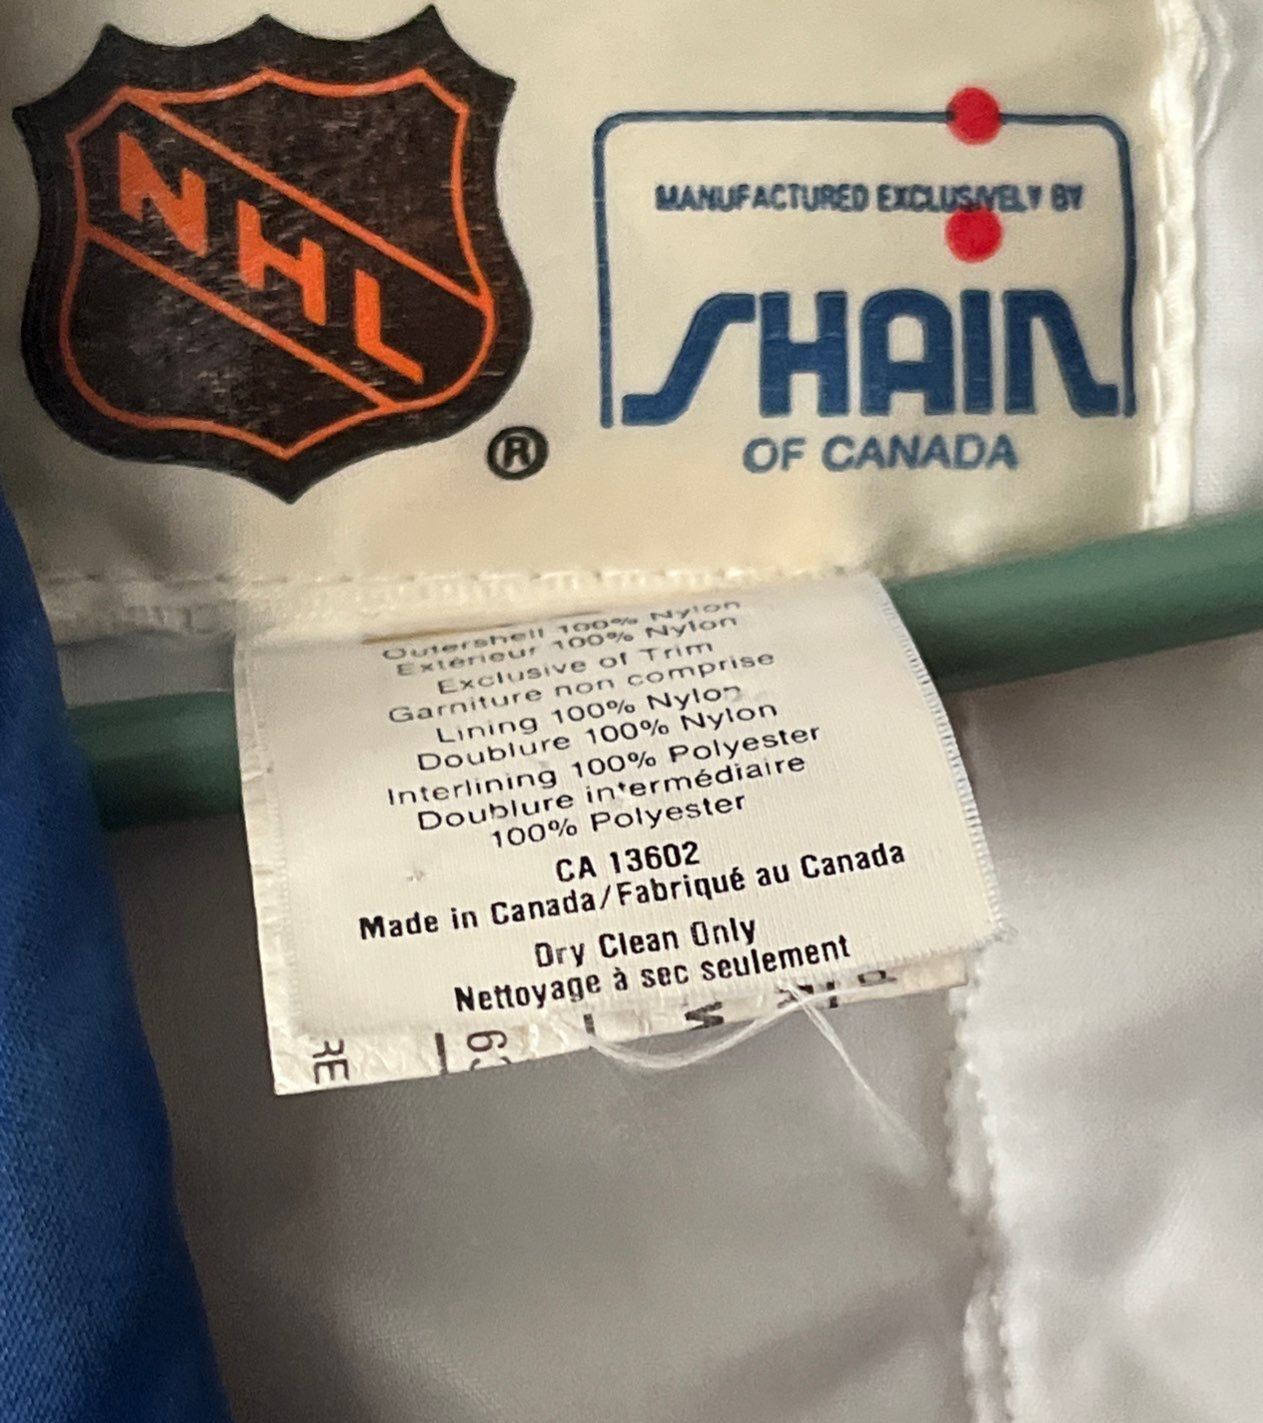 NHL
®
MANUFACTURED EXCLUSIVELY BY
SHAIN
OF CANADA
Outershell 100% Nylon
Extérieur 100% Nylon
Exclusive of Trim
Garniture non comprise
Lining 100% Nylon
Doublure 100% Nylon
Interlining 100% Polyester
Doublure intermédiaire
100% Polyester
CA 13602
Made in Canada/Fabriqué au Canada
Dry Clean Only
Nettoyage à sec seulement